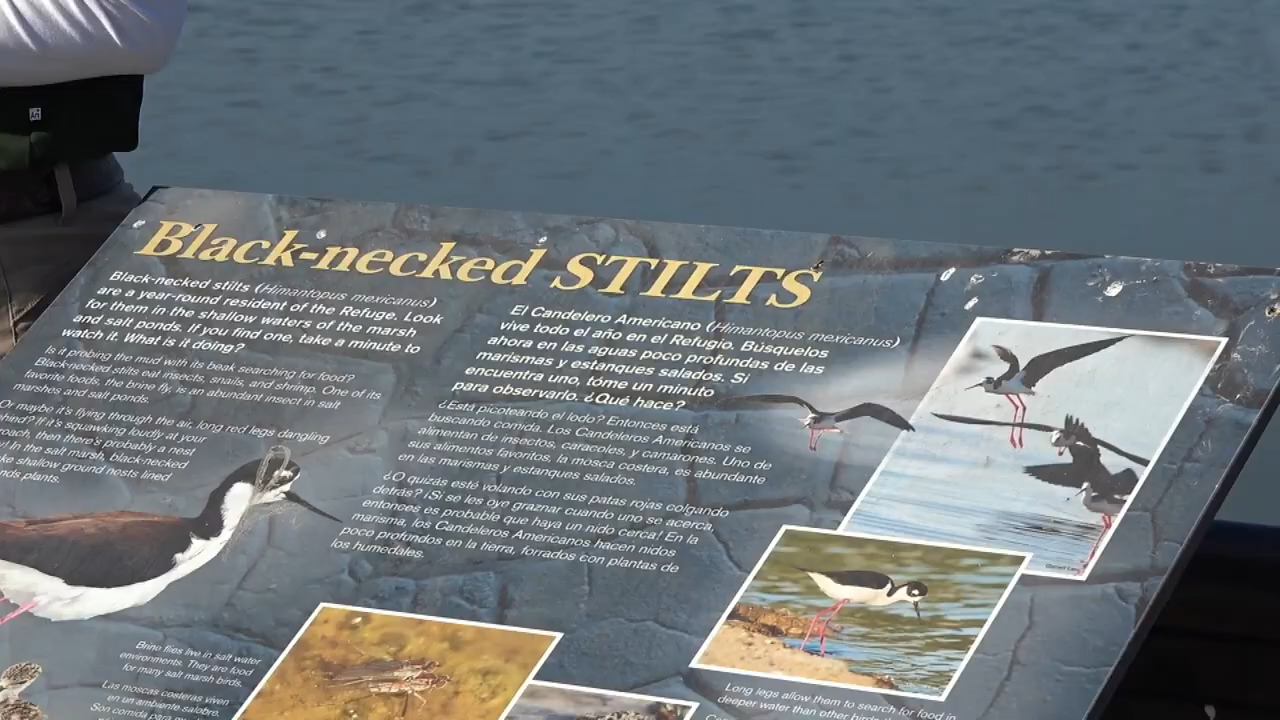 Black-necked STILTS
Black-necked stilts (Himantopus mexicanus)
are a year-round resident of the Refuge. Look
for them in the shallow waters of the marsh
and salt ponds. If you find one, take a minute to
watch it. What is it doing?
Is it probing the mud with its beak searching for food?
Black-necked stilts eat insects, snails, and shrimp. One of its
favorite foods, the brine fly, is an abundant insect in salt
marshes and salt ponds.
Or maybe it's flying through the air, long red legs dangling
behind? If it's squawking loudly at your
roach, then there's probably a nest
y! In the salt marsh, black-necked
ke shallow ground nests lined
nds plants.
El Candelero Americano (Himantopus mexicanus)
vive todo el año en el Refugio. Búsquelos
ahora en las aguas poco profundas de las
marismas y estanques salados. Si
encuentra uno, tóme un minuto
para observarlo. ¿Qué hace?
¿Está picoteando el lodo? Entonces está
buscando comida. Los Candeleros Americanos se
alimentan de insectos, caracoles, y camarones. Uno de
sus alimentos favoritos, la mosca costera, es abundante
en las marismas y estanques salados.
¿O quizás esté volando con sus patas rojas colgando
detrás? ¡Si se les oye graznar cuando uno se acerca,
entonces es probable que haya un nido cerca! En la
marisma, los Candeleros Americanos hacen nidos
poco profundos en la tierra, forrados con plantas de
los humedales.
Brine flies live in salt water
environments. They are food
for many salt marsh birds.
Las moscas costeras viven
en un ambiente salobre.
Son comida para
Long legs allow them to search for food in
deeper water than other birds